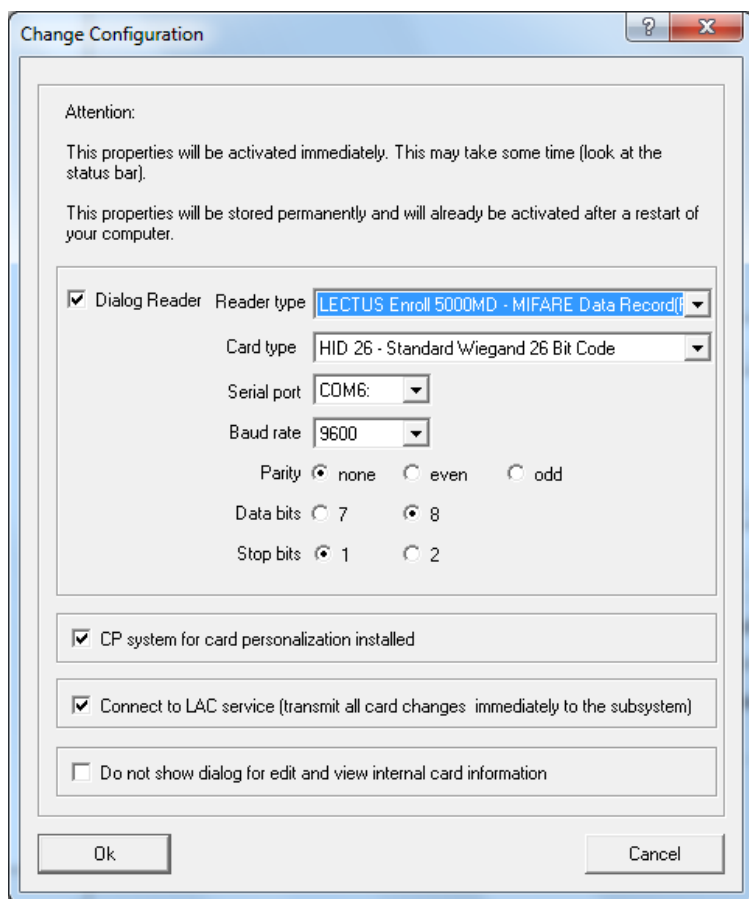 Change Configuration
Attention:
This properties will be activated immediately. This may take some time (look at the
status bar).
This properties will be stored permanently and will already be activated after a restart of
your computer.
Dialog Reader Reader type LECTUS Enroll 5000MD - MIFARE Data Record(
Card type HID 26 - Standard Wiegand 26 Bit Code
Serial port COM6:
Baud rate 9600
Parity none even odd
Data bits 7 8
Stop bits 1 2
CP system for card personalization installed
Connect to LAC service (transmit all card changes immediately to the subsystem)
Do not show dialog for edit and view internal card information
Ok Cancel